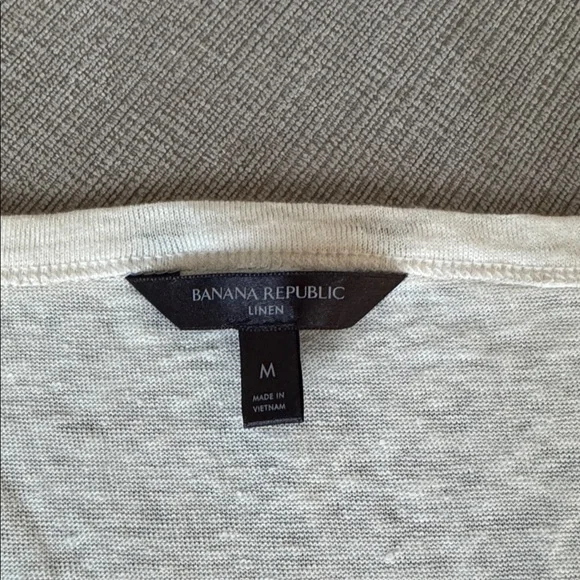 BANANA REPUBLIC
LINEN
M
MADE IN
VIETNAM